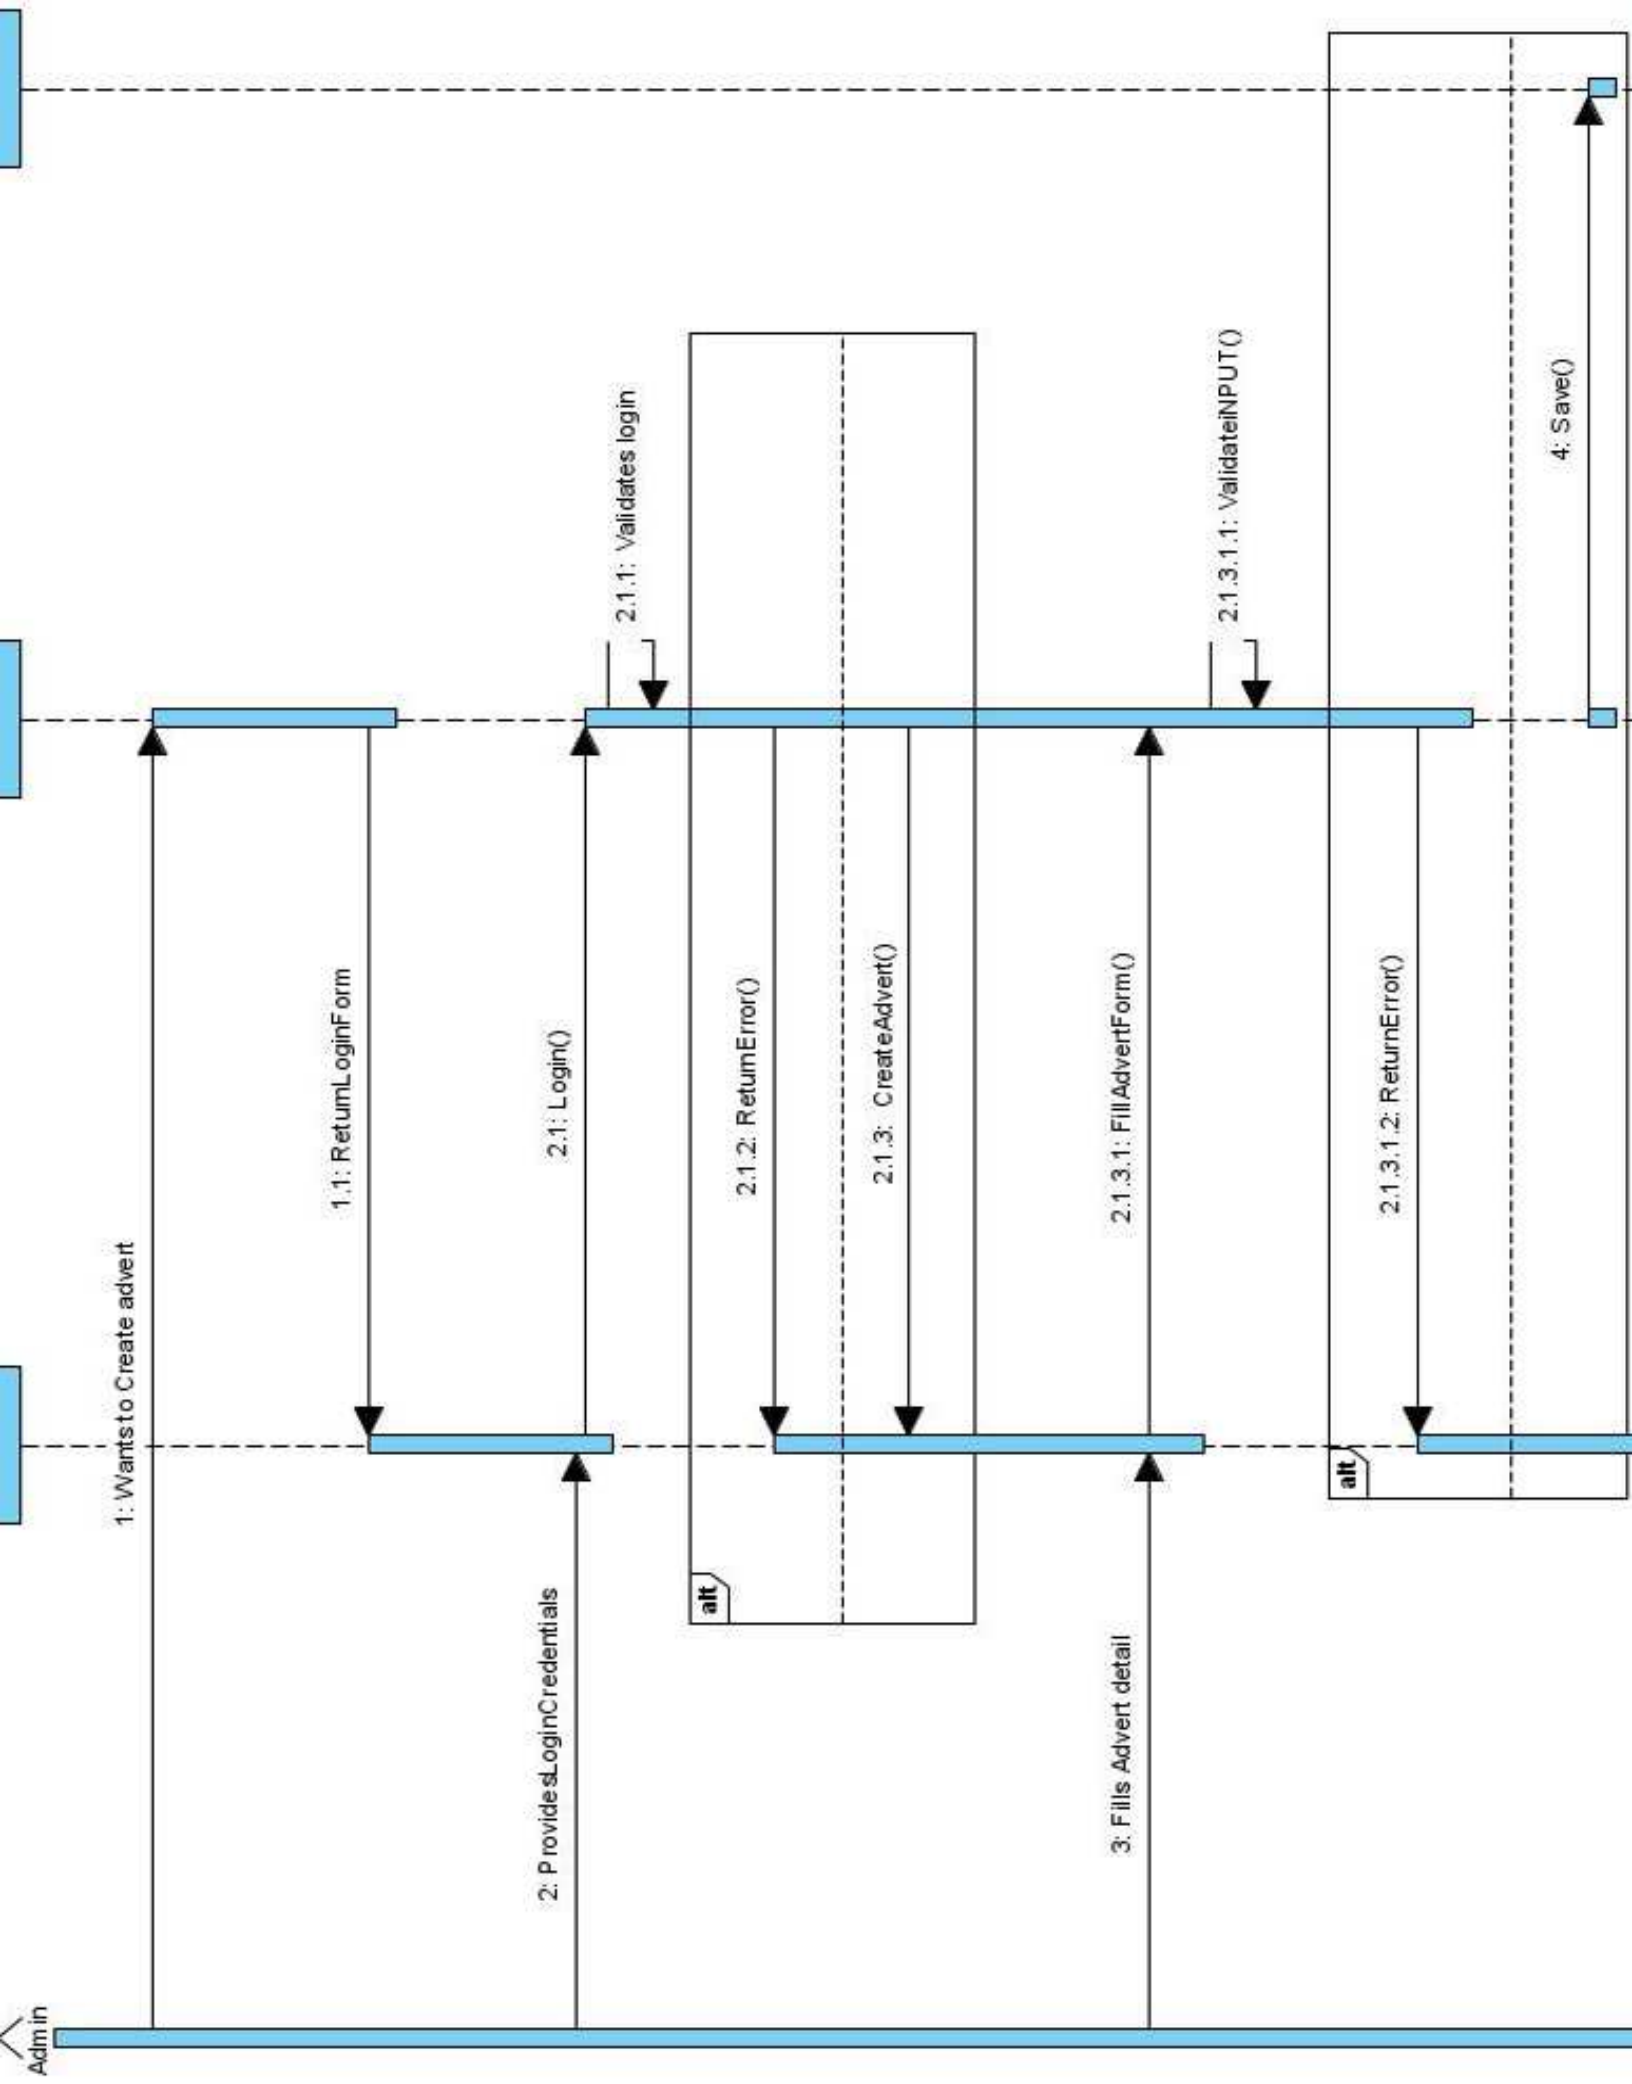 Admin
1: Wants to Create advert
1.1: ReturnLoginForm
2: ProvidesLoginCredentials
2.1: Login()
2.1.1: Validates login
alt
2.1.2: ReturnError()
2.1.3: CreateAdvert()
3: Fills Advert detail
2.1.3.1: FillAdvertForm()
2.1.3.1.1: ValidateiNPUT()
alt
2.1.3.1.2: ReturnError()
4: Save()